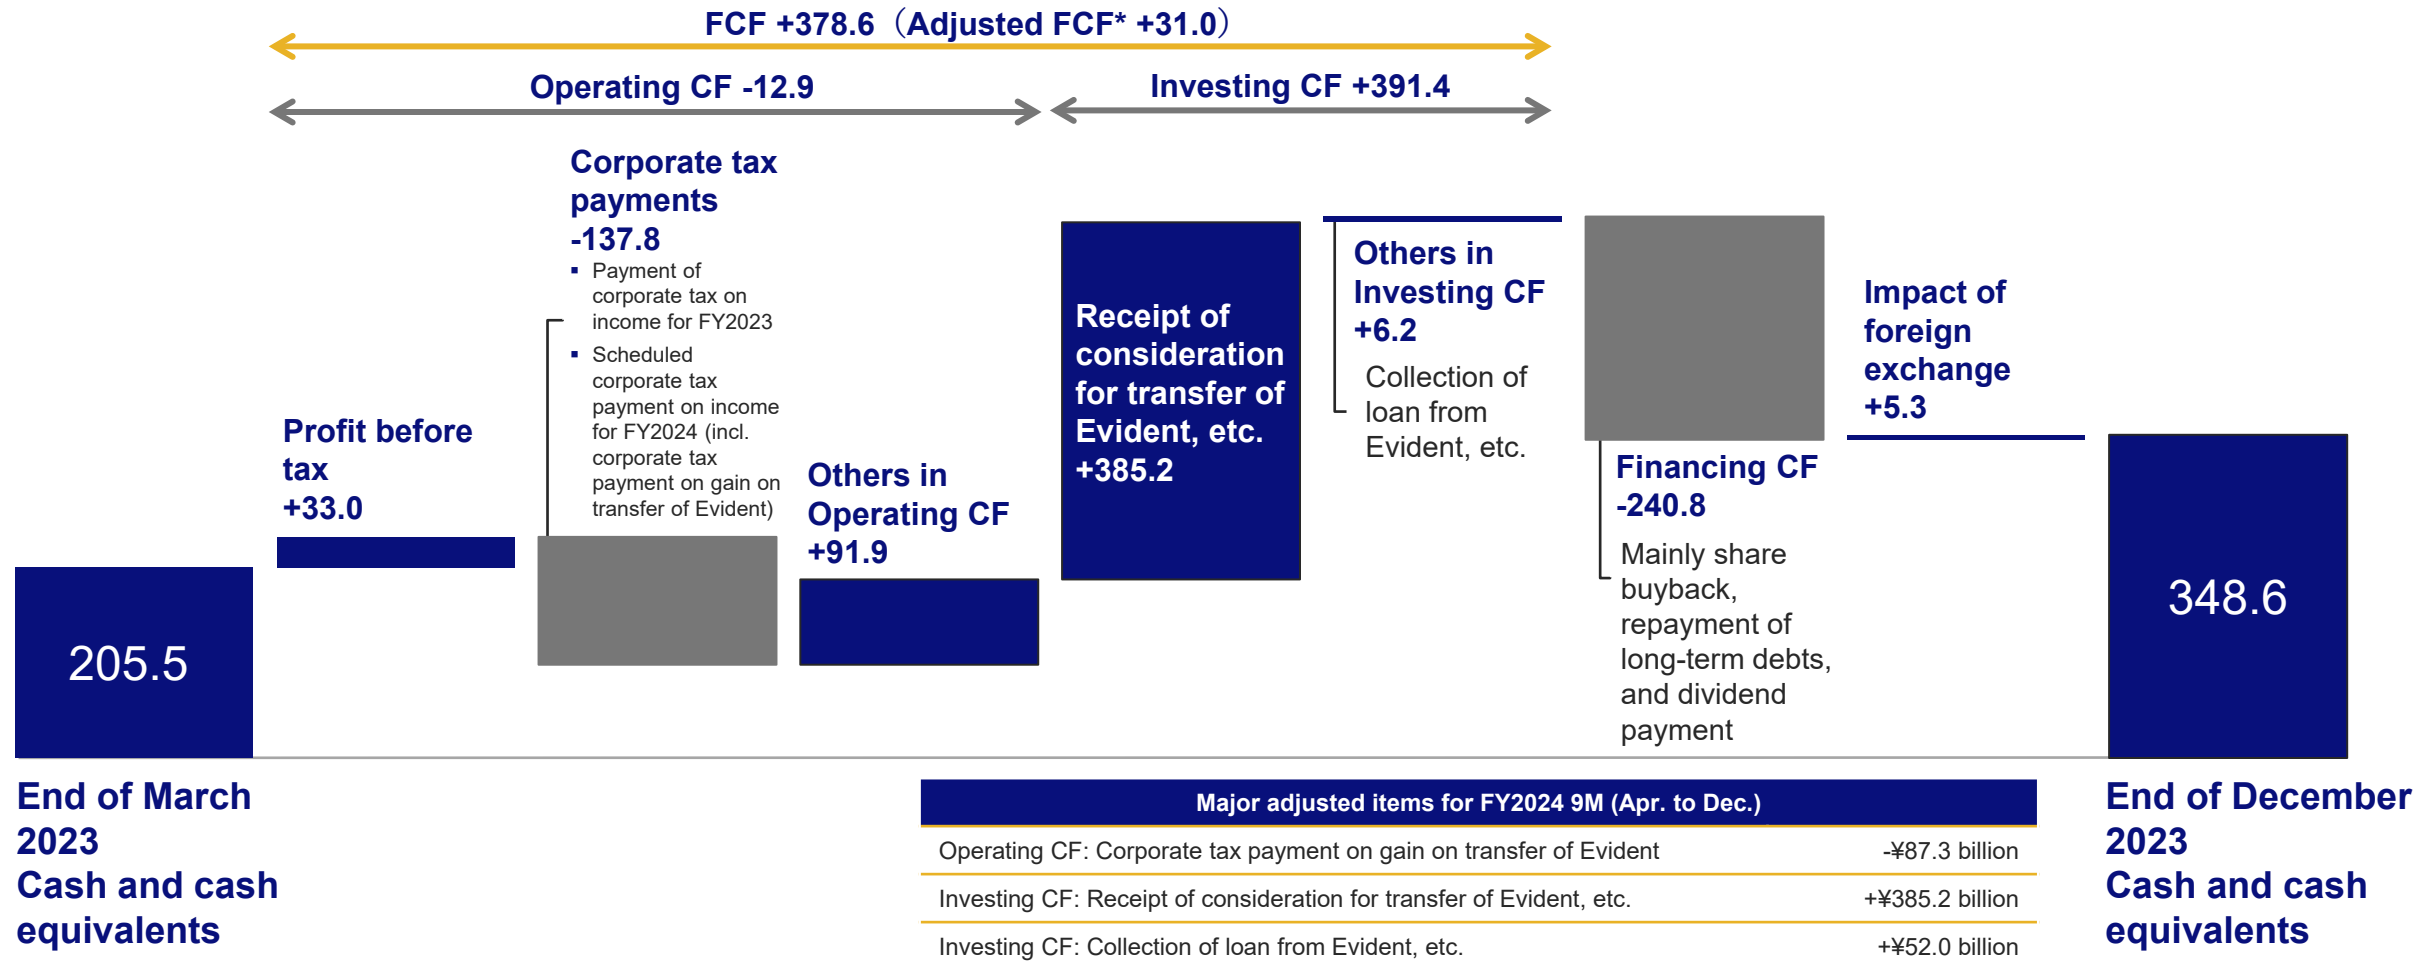 FCF +378.6（Adjusted FCF* +31.0）
Operating CF -12.9
Investing CF +391.4
Corporate tax
payments
-137.8
▪ Payment of
corporate tax on
income for FY2023
▪ Scheduled
corporate tax
payment on income
for FY2024 (incl.
corporate tax
payment on gain on
transfer of Evident)
Profit before
tax
+33.0
Others in
Operating CF
+91.9
Receipt of
consideration
for transfer of
Evident, etc.
+385.2
Others in
Investing CF
+6.2
Collection of
loan from
Evident, etc.
Financing CF
-240.8
Mainly share
buyback,
repayment of
long-term debts,
and dividend
payment
Impact of
foreign
exchange
+5.3
205.5
348.6
End of March
2023
Cash and cash
equivalents
End of December
2023
Cash and cash
equivalents
Major adjusted items for FY2024 9M (Apr. to Dec.)
Operating CF: Corporate tax payment on gain on transfer of Evident -¥87.3 billion
Investing CF: Receipt of consideration for transfer of Evident, etc. +¥385.2 billion
Investing CF: Collection of loan from Evident, etc. +¥52.0 billion